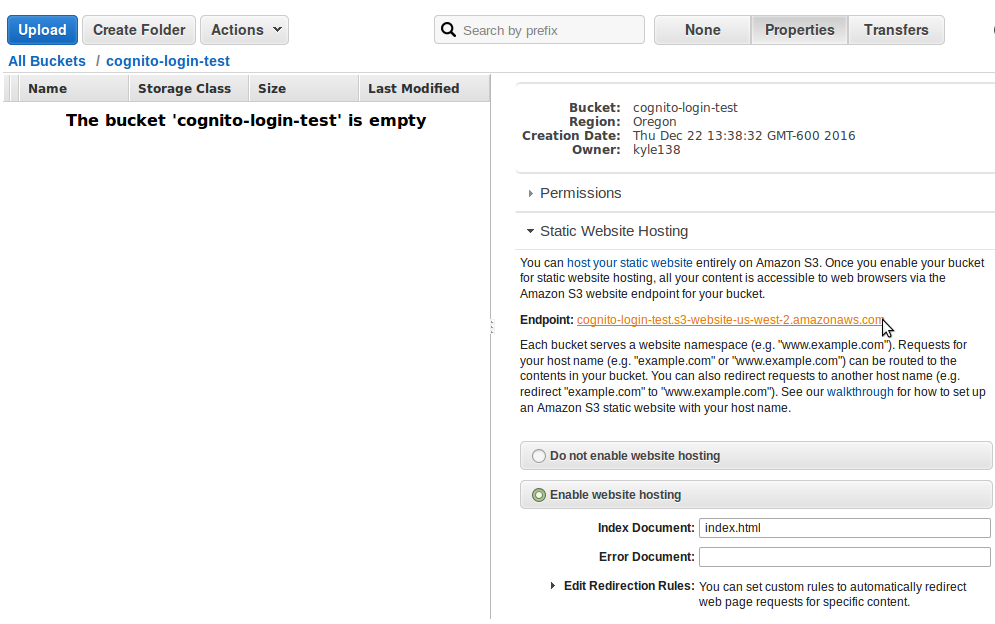 Upload Create Folder Actions Search by prefix None Properties Transfers
All Buckets / cognito-login-test
Name Storage Class Size Last Modified
The bucket 'cognito-login-test' is empty
Bucket: cognito-login-test
Region: Oregon
Creation Date: Thu Dec 22 13:38:32 GMT-600 2016
Owner: kyle138
Permissions
Static Website Hosting
You can host your static website entirely on Amazon S3. Once you enable your bucket
for static website hosting, all your content is accessible to web browsers via the
Amazon S3 website endpoint for your bucket.
Endpoint: cognito-login-test.s3-website-us-west-2.amazonaws.com
Each bucket serves a website namespace (e.g. "www.example.com"). Requests for
your host name (e.g. "example.com" or "www.example.com") can be routed to the
contents in your bucket. You can also redirect requests to another host name (e.g.
redirect "example.com" to "www.example.com"). See our walkthrough for how to set up
an Amazon S3 static website with your host name.
Do not enable website hosting
Enable website hosting
Index Document: index.html
Error Document:
Edit Redirection Rules: You can set custom rules to automatically redirect
web page requests for specific content.